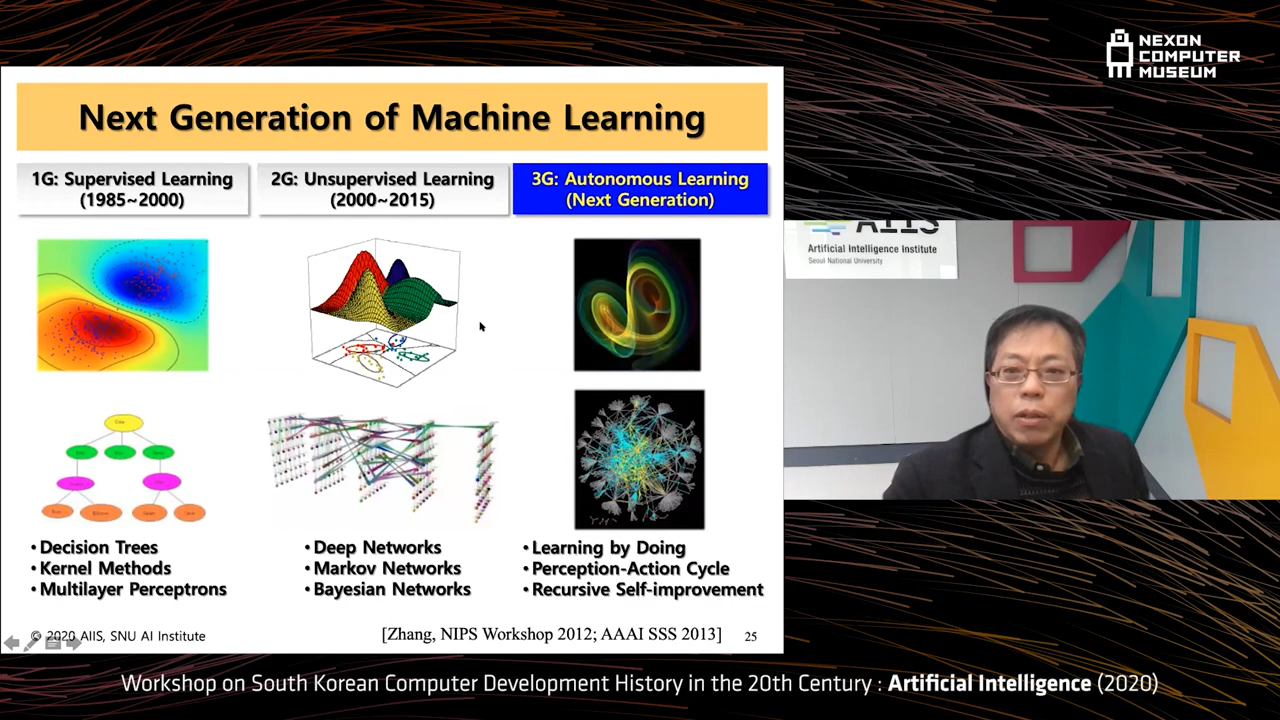 NEXON
COMPUTER
MUSEUM
Next Generation of Machine Learning
1G: Supervised Learning
(1985~2000)
2G: Unsupervised Learning
(2000~2015)
3G: Autonomous Learning
(Next Generation)
• Decision Trees
• Kernel Methods
• Multilayer Perceptrons
• Deep Networks
• Markov Networks
• Bayesian Networks
• Learning by Doing
• Perception-Action Cycle
• Recursive Self-improvement
© 2020 AIIS, SNU AI Institute
[Zhang, NIPS Workshop 2012; AAAI SSS 2013]
25
AIIS
Artificial Intelligence Institute
Seoul National University
Workshop on South Korean Computer Development History in the 20th Century : Artificial Intelligence (2020)